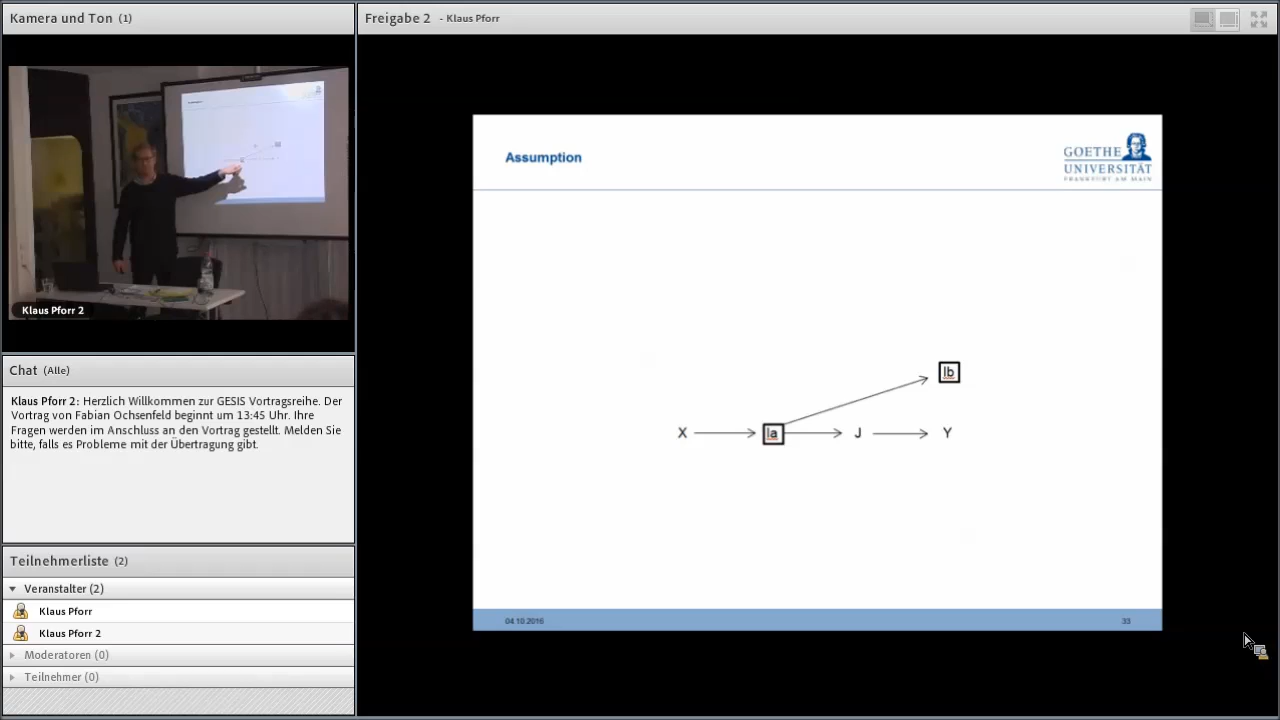 Kamera und Ton (1)
Klaus Pforr 2
Chat (Alle)
Klaus Pforr 2: Herzlich Willkommen zur GESIS Vortragsreihe. Der
Vortrag von Fabian Ochsenfeld beginnt um 13:45 Uhr. Ihre
Fragen werden im Anschluss an den Vortrag gestellt. Melden Sie
bitte, falls es Probleme mit der Übertragung gibt.
Teilnehmerliste (2)
Veranstalter (2)
Klaus Pforr
Klaus Pforr 2
Moderatoren (0)
Teilnehmer (0)
Freigabe 2 - Klaus Pforr
Assumption
GOETHE
UNIVERSITÄT
FRANKFURT AM MAIN
Ib
X Ia J Y
04.10.2016 33